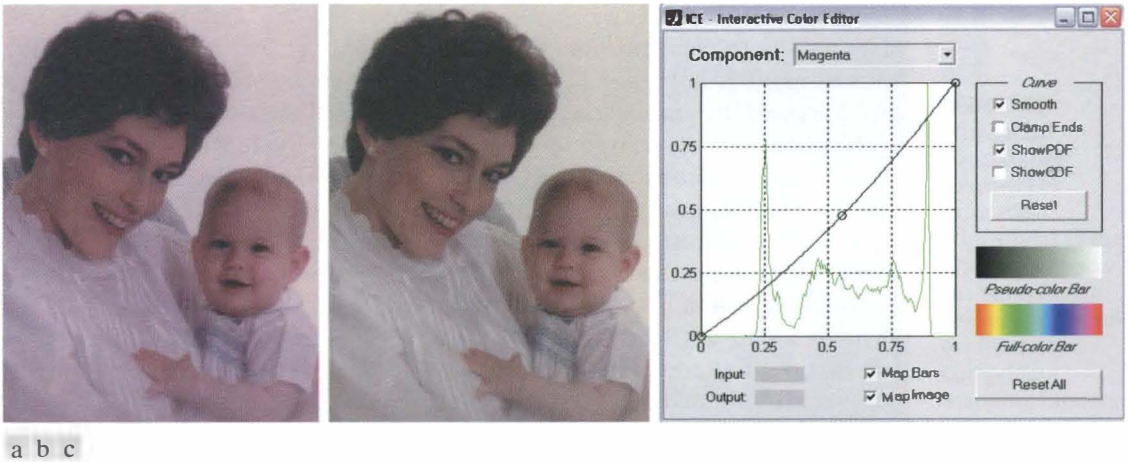 ICE - Interactive Color Editor
Component: Magenta
Curve
Smooth
Clamp Ends
ShowPDF
ShowCDF
Reset
1
0.75
0.5
0.25
0
0 0.25 0.5 0.75 1
Pseudo-color Bar
Full-color Bar
Input:
Output:
Map Bars
Map Image
Reset All
a b c